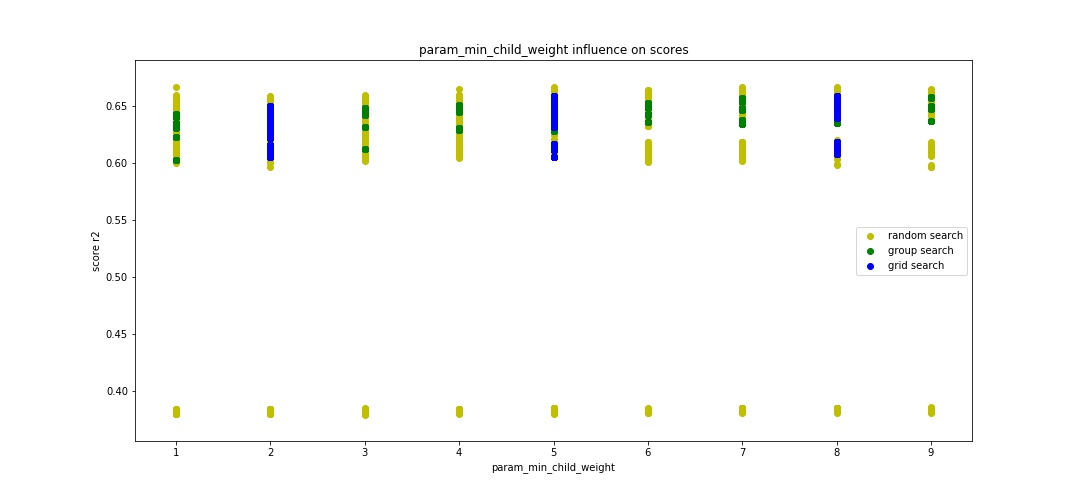 param_min_child_weight influence on scores
score r2
0.65
0.60
0.55
0.50
0.45
0.40
random search
group search
grid search
1 2 3 4 5 6 7 8 9
param_min_child_weight